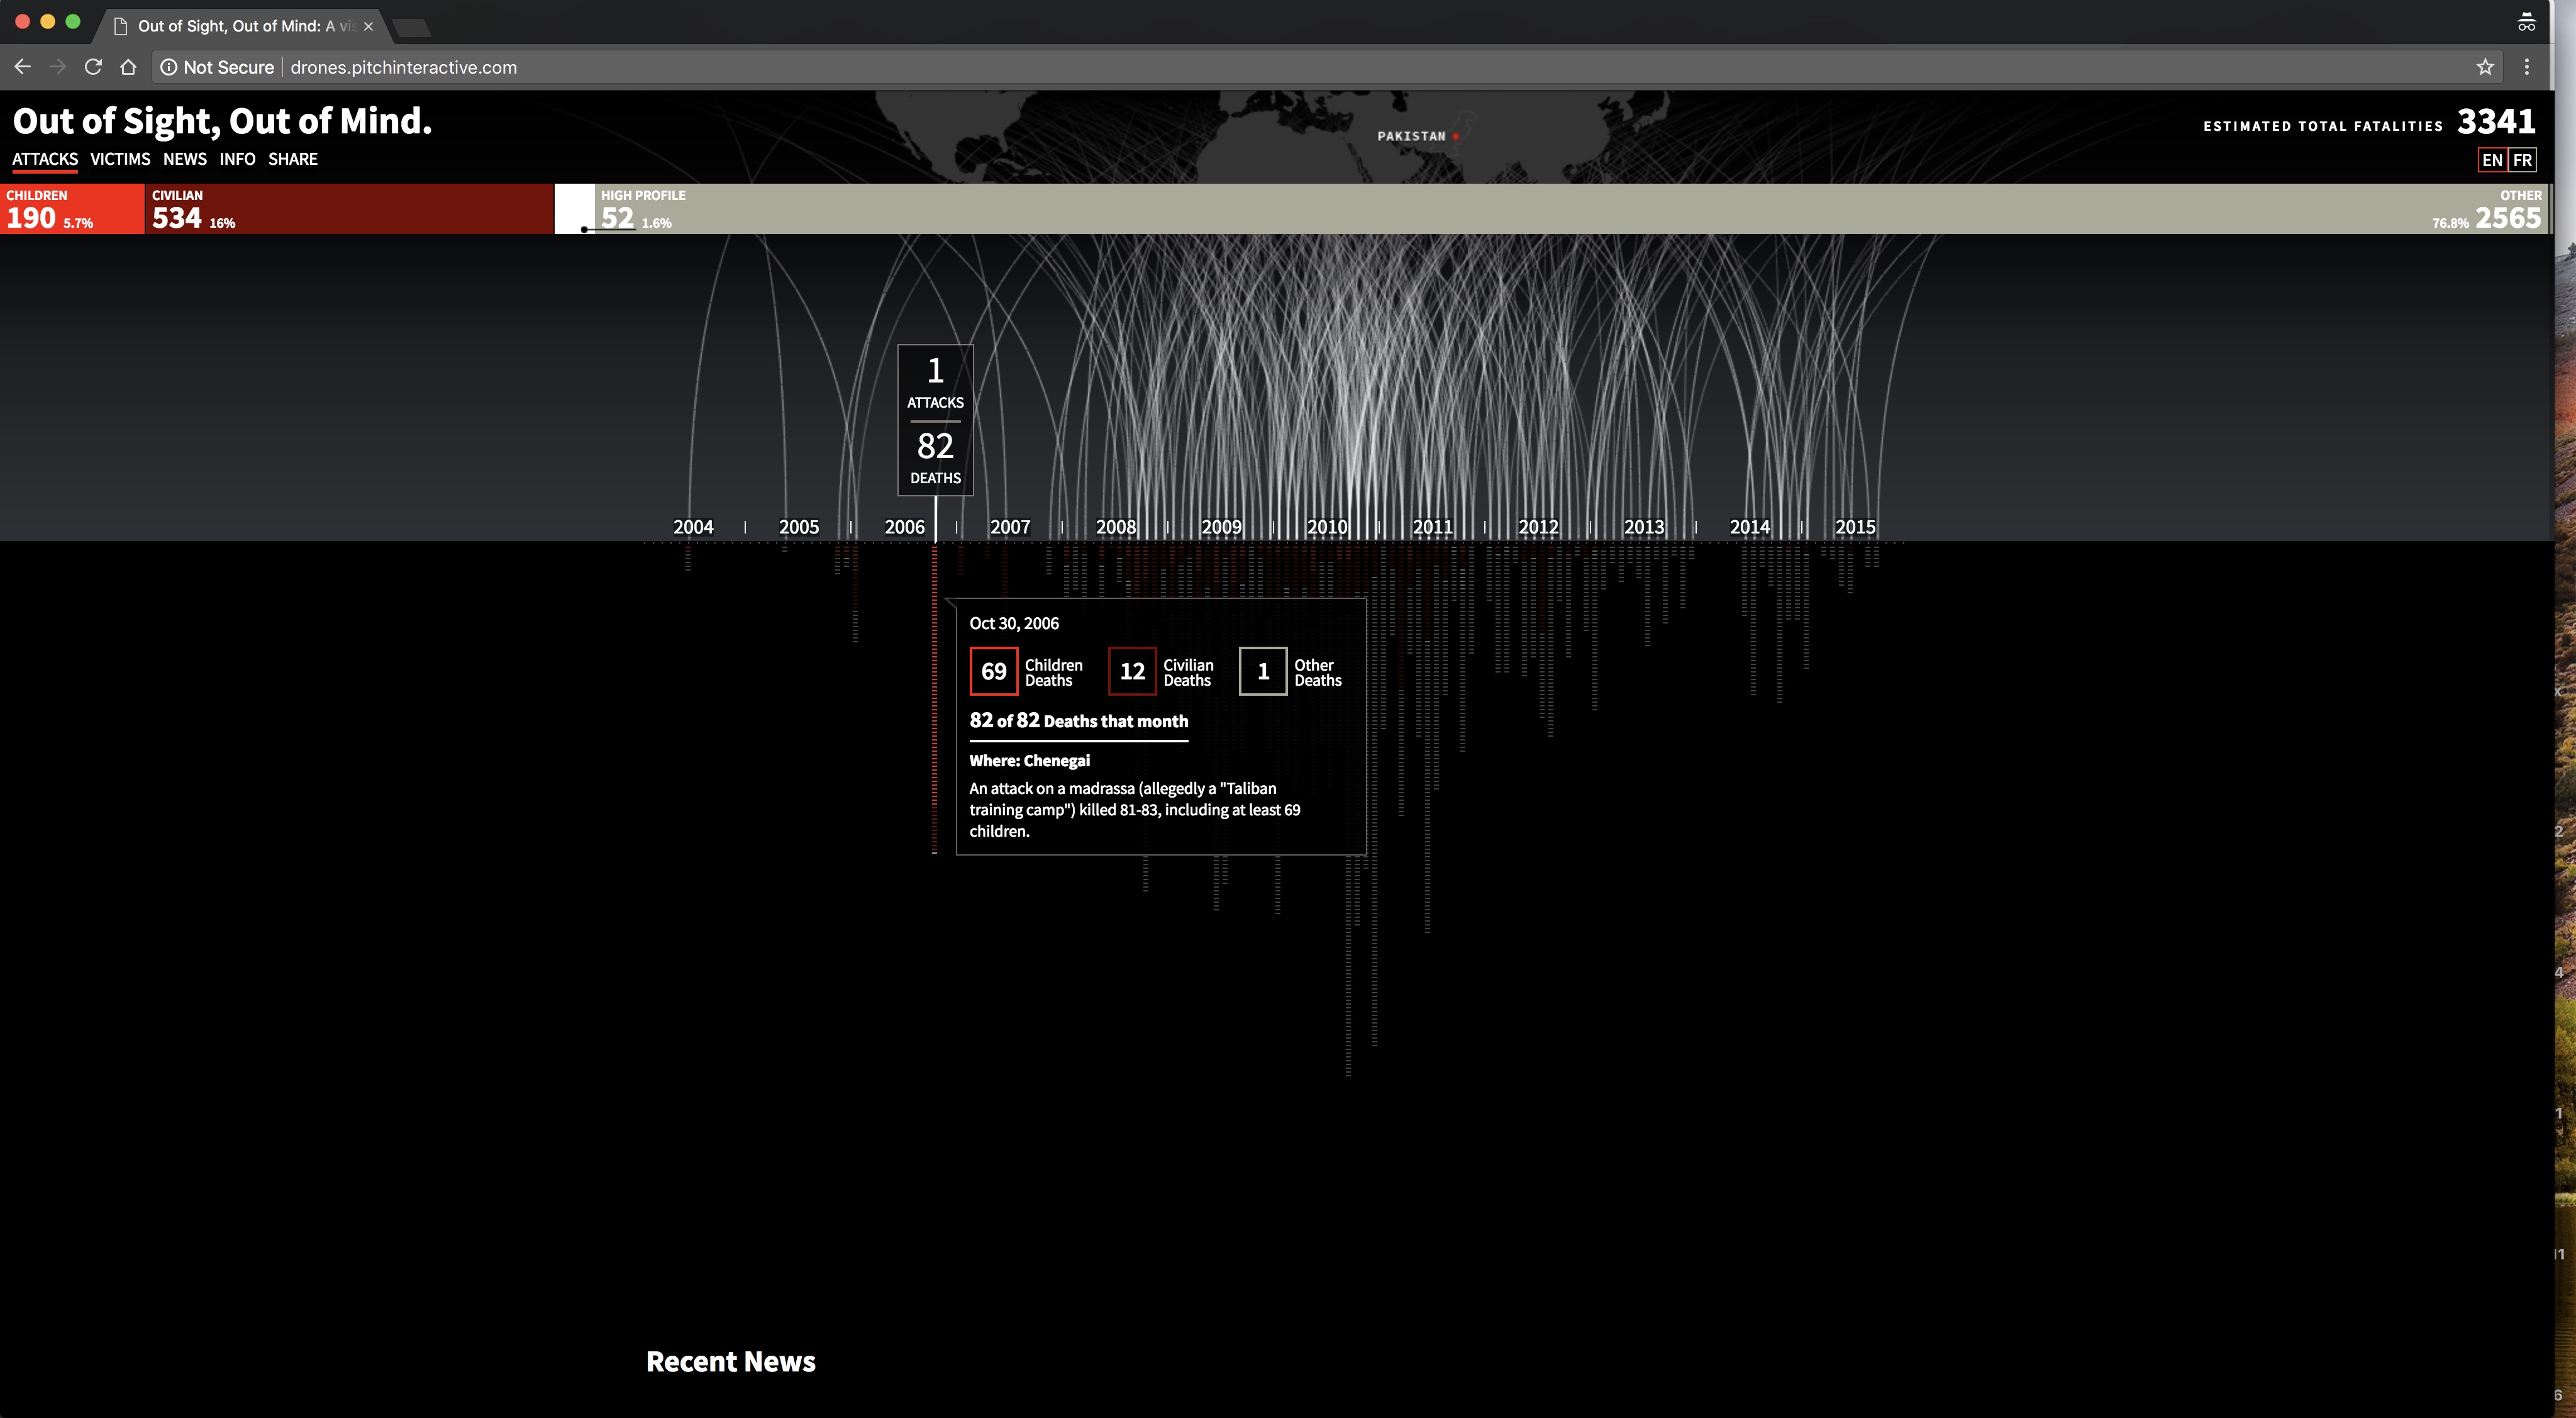 Out of Sight, Out of Mind: A vis
Not Secure
drones.pitchinteractive.com
Out of Sight, Out of Mind.
PAKISTAN
ESTIMATED TOTAL FATALITIES 3341
ATTACKS VICTIMS NEWS INFO SHARE
EN FR
CHILDREN
190 5.7%
CIVILIAN
534 16%
HIGH PROFILE
52 1.6%
OTHER
76.8% 2565
1
ATTACKS
82
DEATHS
2004 2005 2006 2007 2008 2009 2010 2011 2012 2013 2014 2015
Oct 30, 2006
69 Children Deaths
12 Civilian Deaths
1 Other Deaths
82 of 82 Deaths that month
Where: Chenegai
An attack on a madrassa (allegedly a "Taliban
training camp") killed 81-83, including at least 69
children.
Recent News